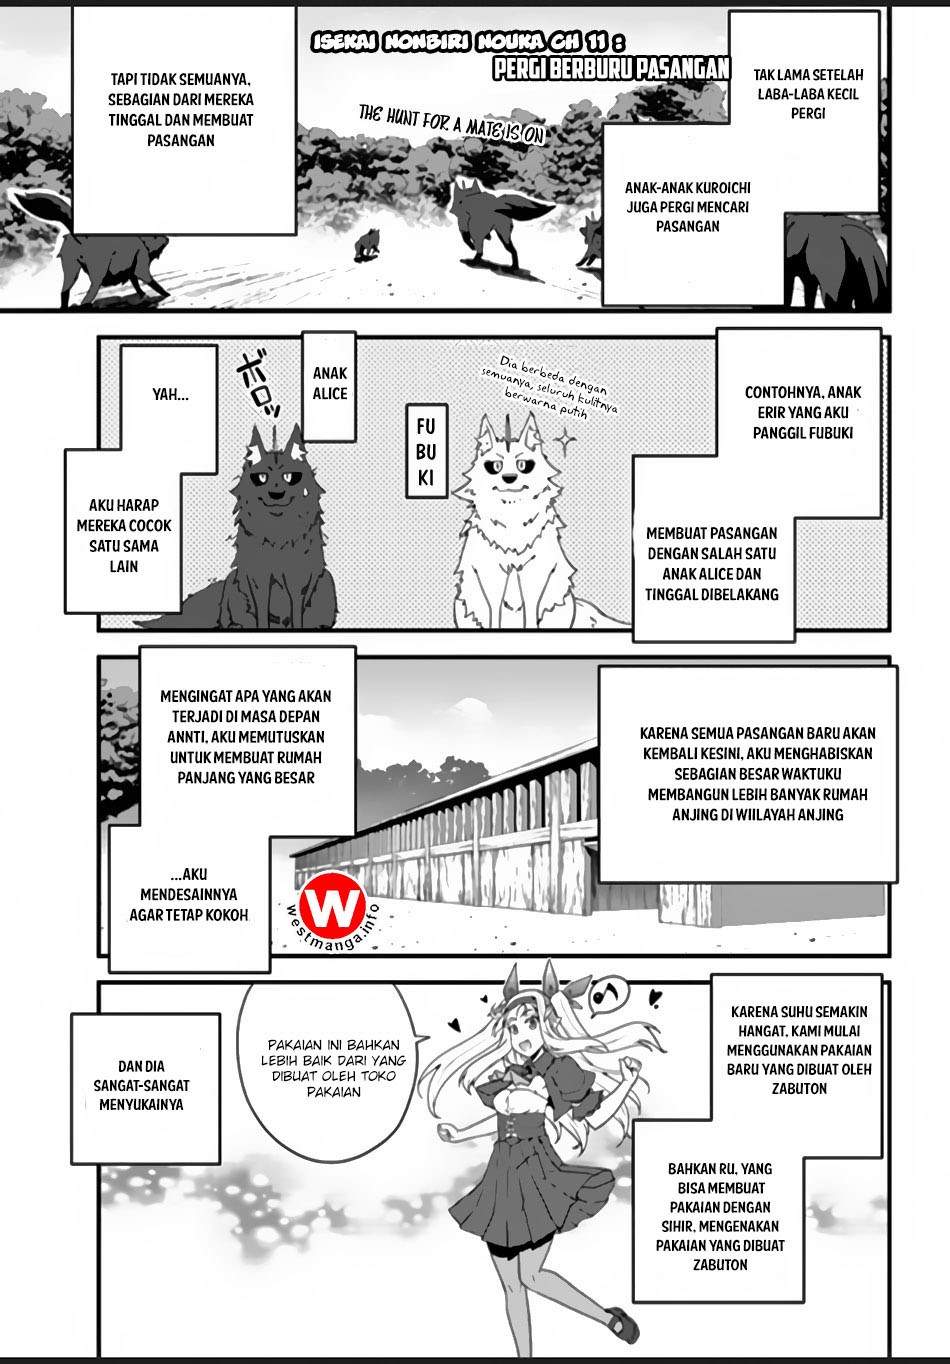 ISEKAI NONBIRI NOUKA CH 11 :
PERGI BERBURU PASANGAN
TAK LAMA SETELAH
LABA-LABA KECIL
PERGI
ANAK-ANAK KUROICHI
JUGA PERGI MENCARI
PASANGAN
THE HUNT FOR A MATE IS ON
TAPI TIDAK SEMUANYA,
SEBAGIAN DARI MEREKA
TINGGAL DAN MEMBUAT
PASANGAN
CONTOHNYA, ANAK
ERIR YANG AKU
PANGGIL FUBUKI
MEMBUAT PASANGAN
DENGAN SALAH SATU
ANAK ALICE DAN
TINGGAL DIBELAKANG
Dia berbeda dengan
semuanya, seluruh kulitnya
berwarna putih
FU
BU
KI
ANAK
ALICE
ボロッ
YAH...
AKU HARAP
MEREKA COCOK
SATU SAMA
LAIN
KARENA SEMUA PASANGAN BARU AKAN
KEMBALI KESINI, AKU MENGHABISKAN
SEBAGIAN BESAR WAKTUKU
MEMBANGUN LEBIH BANYAK RUMAH
ANJING DI WIILAYAH ANJING
MENGINGAT APA YANG AKAN
TERJADI DI MASA DEPAN
ANNTI, AKU MEMUTUSKAN
UNTUK MEMBUAT RUMAH
PANJANG YANG BESAR
...AKU
MENDESAINNYA
AGAR TETAP KOKOH
W
westmanga.info
KARENA SUHU SEMAKIN
HANGAT, KAMI MULAI
MENGGUNAKAN PAKAIAN
BARU YANG DIBUAT OLEH
ZABUTON
BAHKAN RU, YANG
BISA MEMBUAT
PAKAIAN DENGAN
SIHIR, MENGENAKAN
PAKAIAN YANG DIBUAT
ZABUTON
PAKAIAN INI BAHKAN
LEBIH BAIK DARI YANG
DIBUAT OLEH TOKO
PAKAIAN
DAN DIA
SANGAT-SANGAT
MENYUKAINYA